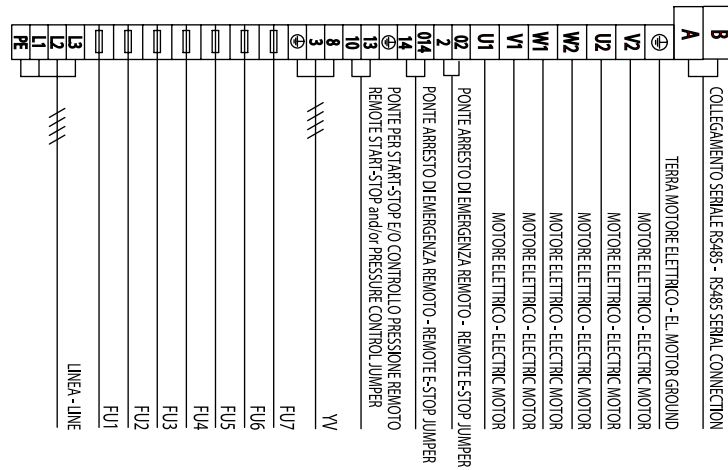 PE L1 L2 L3 ⏚ 3 8 10 13 ⏚ 14 014 2 02 U1 V1 W1 W2 U2 V2 ⏚ A B
LINEA - LINE
FU1
FU2
FU3
FU4
FU5
FU6
FU7
YV
REMOTE START-STOP and/or PRESSURE CONTROL JUMPER
PONTE PER START-STOP E/O CONTROLLO PRESSIONE REMOTO
PONTE ARRESTO DI EMERGENZA REMOTO - REMOTE E-STOP JUMPER
PONTE ARRESTO DI EMERGENZA REMOTO - REMOTE E-STOP JUMPER
MOTORE ELETTRICO - ELECTRIC MOTOR
MOTORE ELETTRICO - ELECTRIC MOTOR
MOTORE ELETTRICO - ELECTRIC MOTOR
MOTORE ELETTRICO - ELECTRIC MOTOR
MOTORE ELETTRICO - ELECTRIC MOTOR
MOTORE ELETTRICO - ELECTRIC MOTOR
TERRA MOTORE ELETTRICO - EL. MOTOR GROUND
COLLEGAMENTO SERIALE RS485 - RS485 SERIAL CONNECTION